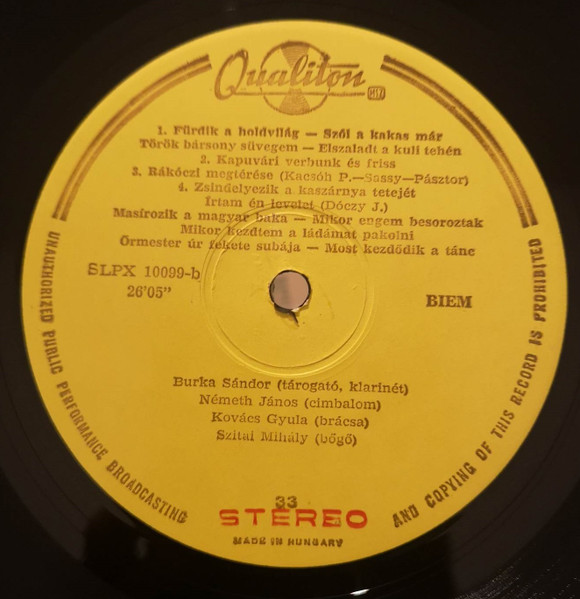 Qualiton
1. Fürdik a holdvilág — Szól a kakas már
Török bársony süvegem — Elszaladt a kuli tehén
2. Kapuvári verbunk és friss
3. Rákóczi megtérése (Kacsóh P.—Sassy—Pásztor)
4. Zsindelyezik a kaszárnya tetejét
Írtam én levelet (Dóczy J.)
Masírozik a magyar baka — Mikor engem besoroztak
Mikor kezdtem a ládámat pakolni
Őrmester úr fekete subája — Most kezdődik a tánc
SLPX 10099-b
26'05"
BIEM
Burka Sándor (tárogató, klarinét)
Németh János (cimbalom)
Kovács Gyula (brácsa)
Szitai Mihály (bőgő)
33
STEREO
MADE IN HUNGARY
UNAUTHORIZED PUBLIC PERFORMANCE BROADCASTING AND COPYING OF THIS RECORD IS PROHIBITED